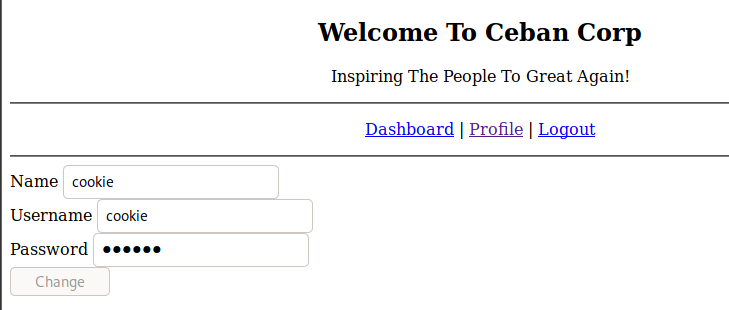 Welcome To Ceban Corp
Inspiring The People To Great Again!
Dashboard | Profile | Logout
Name cookie
Username cookie
Password ●●●●●●
Change